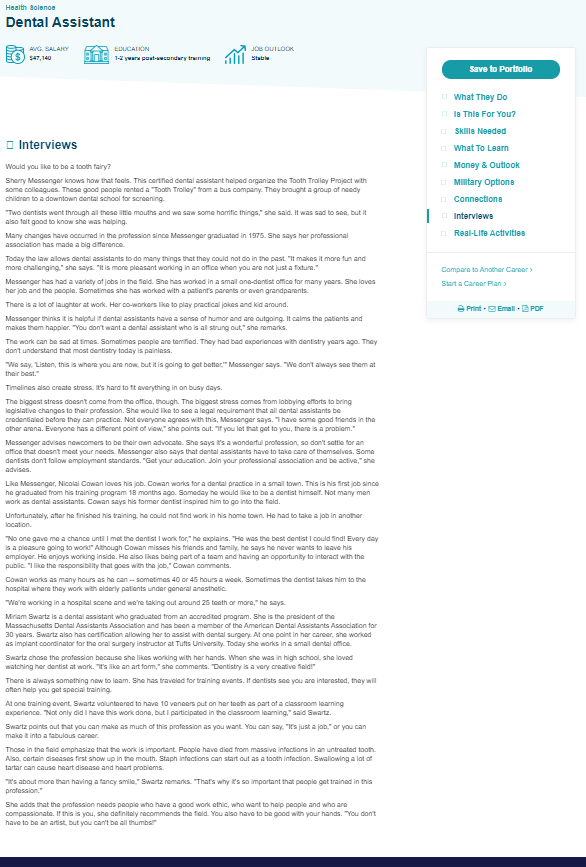 Health Science
Dental Assistant
AVG. SALARY
$47,140
EDUCATION
1-2 years post-secondary training
JOB OUTLOOK
Stable
Save to Portfolio
What They Do
Is This For You?
Skills Needed
What To Learn
Money & Outlook
Military Options
Connections
Interviews
Real-Life Activities
Compare to Another Career >
Start a Career Plan >
Print • Email • PDF
Interviews
Would you like to be a tooth fairy?
Sherry Messenger knows how that feels. This certified dental assistant helped organize the Tooth Trolley Project with
some colleagues. These good people rented a "Tooth Trolley" from a bus company. They brought a group of needy
children to a downtown dental school for screening.
"Two dentists went through all these little mouths and we saw some horrific things," she said. It was sad to see, but it
also felt good to know she was helping.
Many changes have occurred in the profession since Messenger graduated in 1975. She says her professional
association has made a big difference.
Today the law allows dental assistants to do many things that they could not do in the past. "It makes it more fun and
more challenging," she says. "It is more pleasant working in an office when you are not just a fixture."
Messenger has had a variety of jobs in the field. She has worked in a small one-dentist office for many years. She loves
her job and the people. Sometimes she has worked with a patient's parents or even grandparents.
There is a lot of laughter at work. Her co-workers like to play practical jokes and kid around.
Messenger thinks it is helpful if dental assistants have a sense of humor and are outgoing. It calms the patients and
makes them happier. "You don't want a dental assistant who is all strung out," she remarks.
The work can be sad at times. Sometimes people are terrified. They had bad experiences with dentistry years ago. They
don't understand that most dentistry today is painless.
"We say, 'Listen, this is where you are now, but it is going to get better,'" Messenger says. "We don't always see them at
their best."
Timelines also create stress. It's hard to fit everything in on busy days.
The biggest stress doesn't come from the office, though. The biggest stress comes from lobbying efforts to bring
legislative changes to their profession. She would like to see a legal requirement that all dental assistants be
credentialed before they can practice. Not everyone agrees with this, Messenger says. "I have some good friends in the
other arena. Everyone has a different point of view," she points out. "If you let that get to you, there is a problem."
Messenger advises newcomers to be their own advocate. She says it's a wonderful profession, so don't settle for an
office that doesn't meet your needs. Messenger also says that dental assistants have to take care of themselves. Some
dentists don't follow employment standards. "Get your education. Join your professional association and be active," she
advises.
Like Messenger, Nicolai Cowan loves his job. Cowan works for a dental practice in a small town. This is his first job since
he graduated from his training program 18 months ago. Someday he would like to be a dentist himself. Not many men
work as dental assistants. Cowan says his former dentist inspired him to go into the field.
Unfortunately, after he finished his training, he could not find work in his home town. He had to take a job in another
location.
"No one gave me a chance until I met the dentist I work for," he explains. "He was the best dentist I could find! Every day
is a pleasure going to work!" Although Cowan misses his friends and family, he says he never wants to leave his
employer. He enjoys working inside. He also likes being part of a team and having an opportunity to interact with the
public. "I like the responsibility that goes with the job," Cowan comments.
Cowan works as many hours as he can -- sometimes 40 or 45 hours a week. Sometimes the dentist takes him to the
hospital where they work with elderly patients under general anesthetic.
"We're working in a hospital scene and we're taking out around 25 teeth or more," he says.
Miriam Swartz is a dental assistant who graduated from an accredited program. She is the president of the
Massachusetts Dental Assistants Association and has been a member of the American Dental Assistants Association for
30 years. Swartz also has certification allowing her to assist with dental surgery. At one point in her career, she worked
as implant coordinator for the oral surgery instructor at Tufts University. Today she works in a small dental office.
Swartz chose the profession because she likes working with her hands. When she was in high school, she loved
watching her dentist at work. "It's like an art form," she comments. "Dentistry is a very creative field!"
There is always something new to learn. She has traveled for training events. If dentists see you are interested, they will
often help you get special training.
At one training event, Swartz volunteered to have 10 veneers put on her teeth as part of a classroom learning
experience. "Not only did I have this work done, but I participated in the classroom learning," said Swartz.
Swartz points out that you can make as much of this profession as you want. You can say, "It's just a job," or you can
make it into a fabulous career.
Those in the field emphasize that the work is important. People have died from massive infections in an untreated tooth.
Also, certain diseases first show up in the mouth. Staph infections can start out as a tooth infection. Swallowing a lot of
tartar can cause heart disease and heart problems.
"It's about more than having a fancy smile," Swartz remarks. "That's why it's so important that people get trained in this
profession."
She adds that the profession needs people who have a good work ethic, who want to help people and who are
compassionate. If this is you, she definitely recommends the field. You also have to be good with your hands. "You don't
have to be an artist, but you can't be all thumbs!"